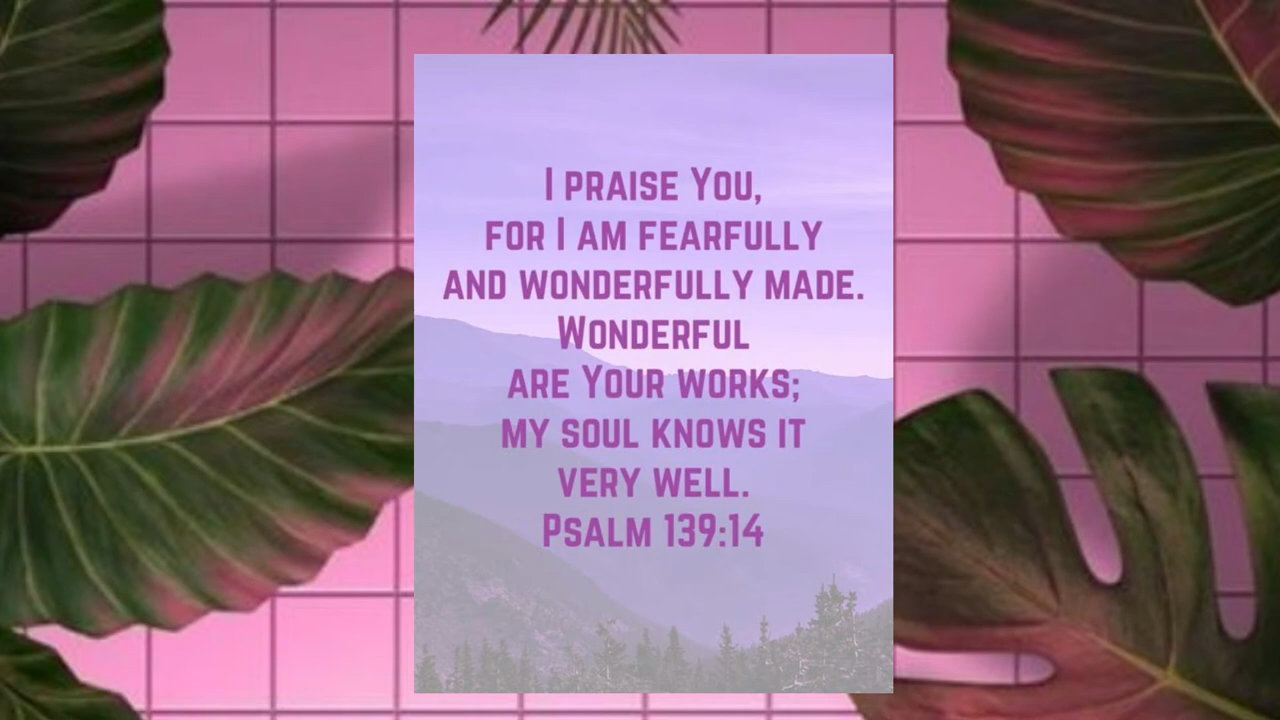 I PRAISE YOU,
FOR I AM FEARFULLY
AND WONDERFULLY MADE.
WONDERFUL
ARE YOUR WORKS;
MY SOUL KNOWS IT
VERY WELL.
PSALM 139:14